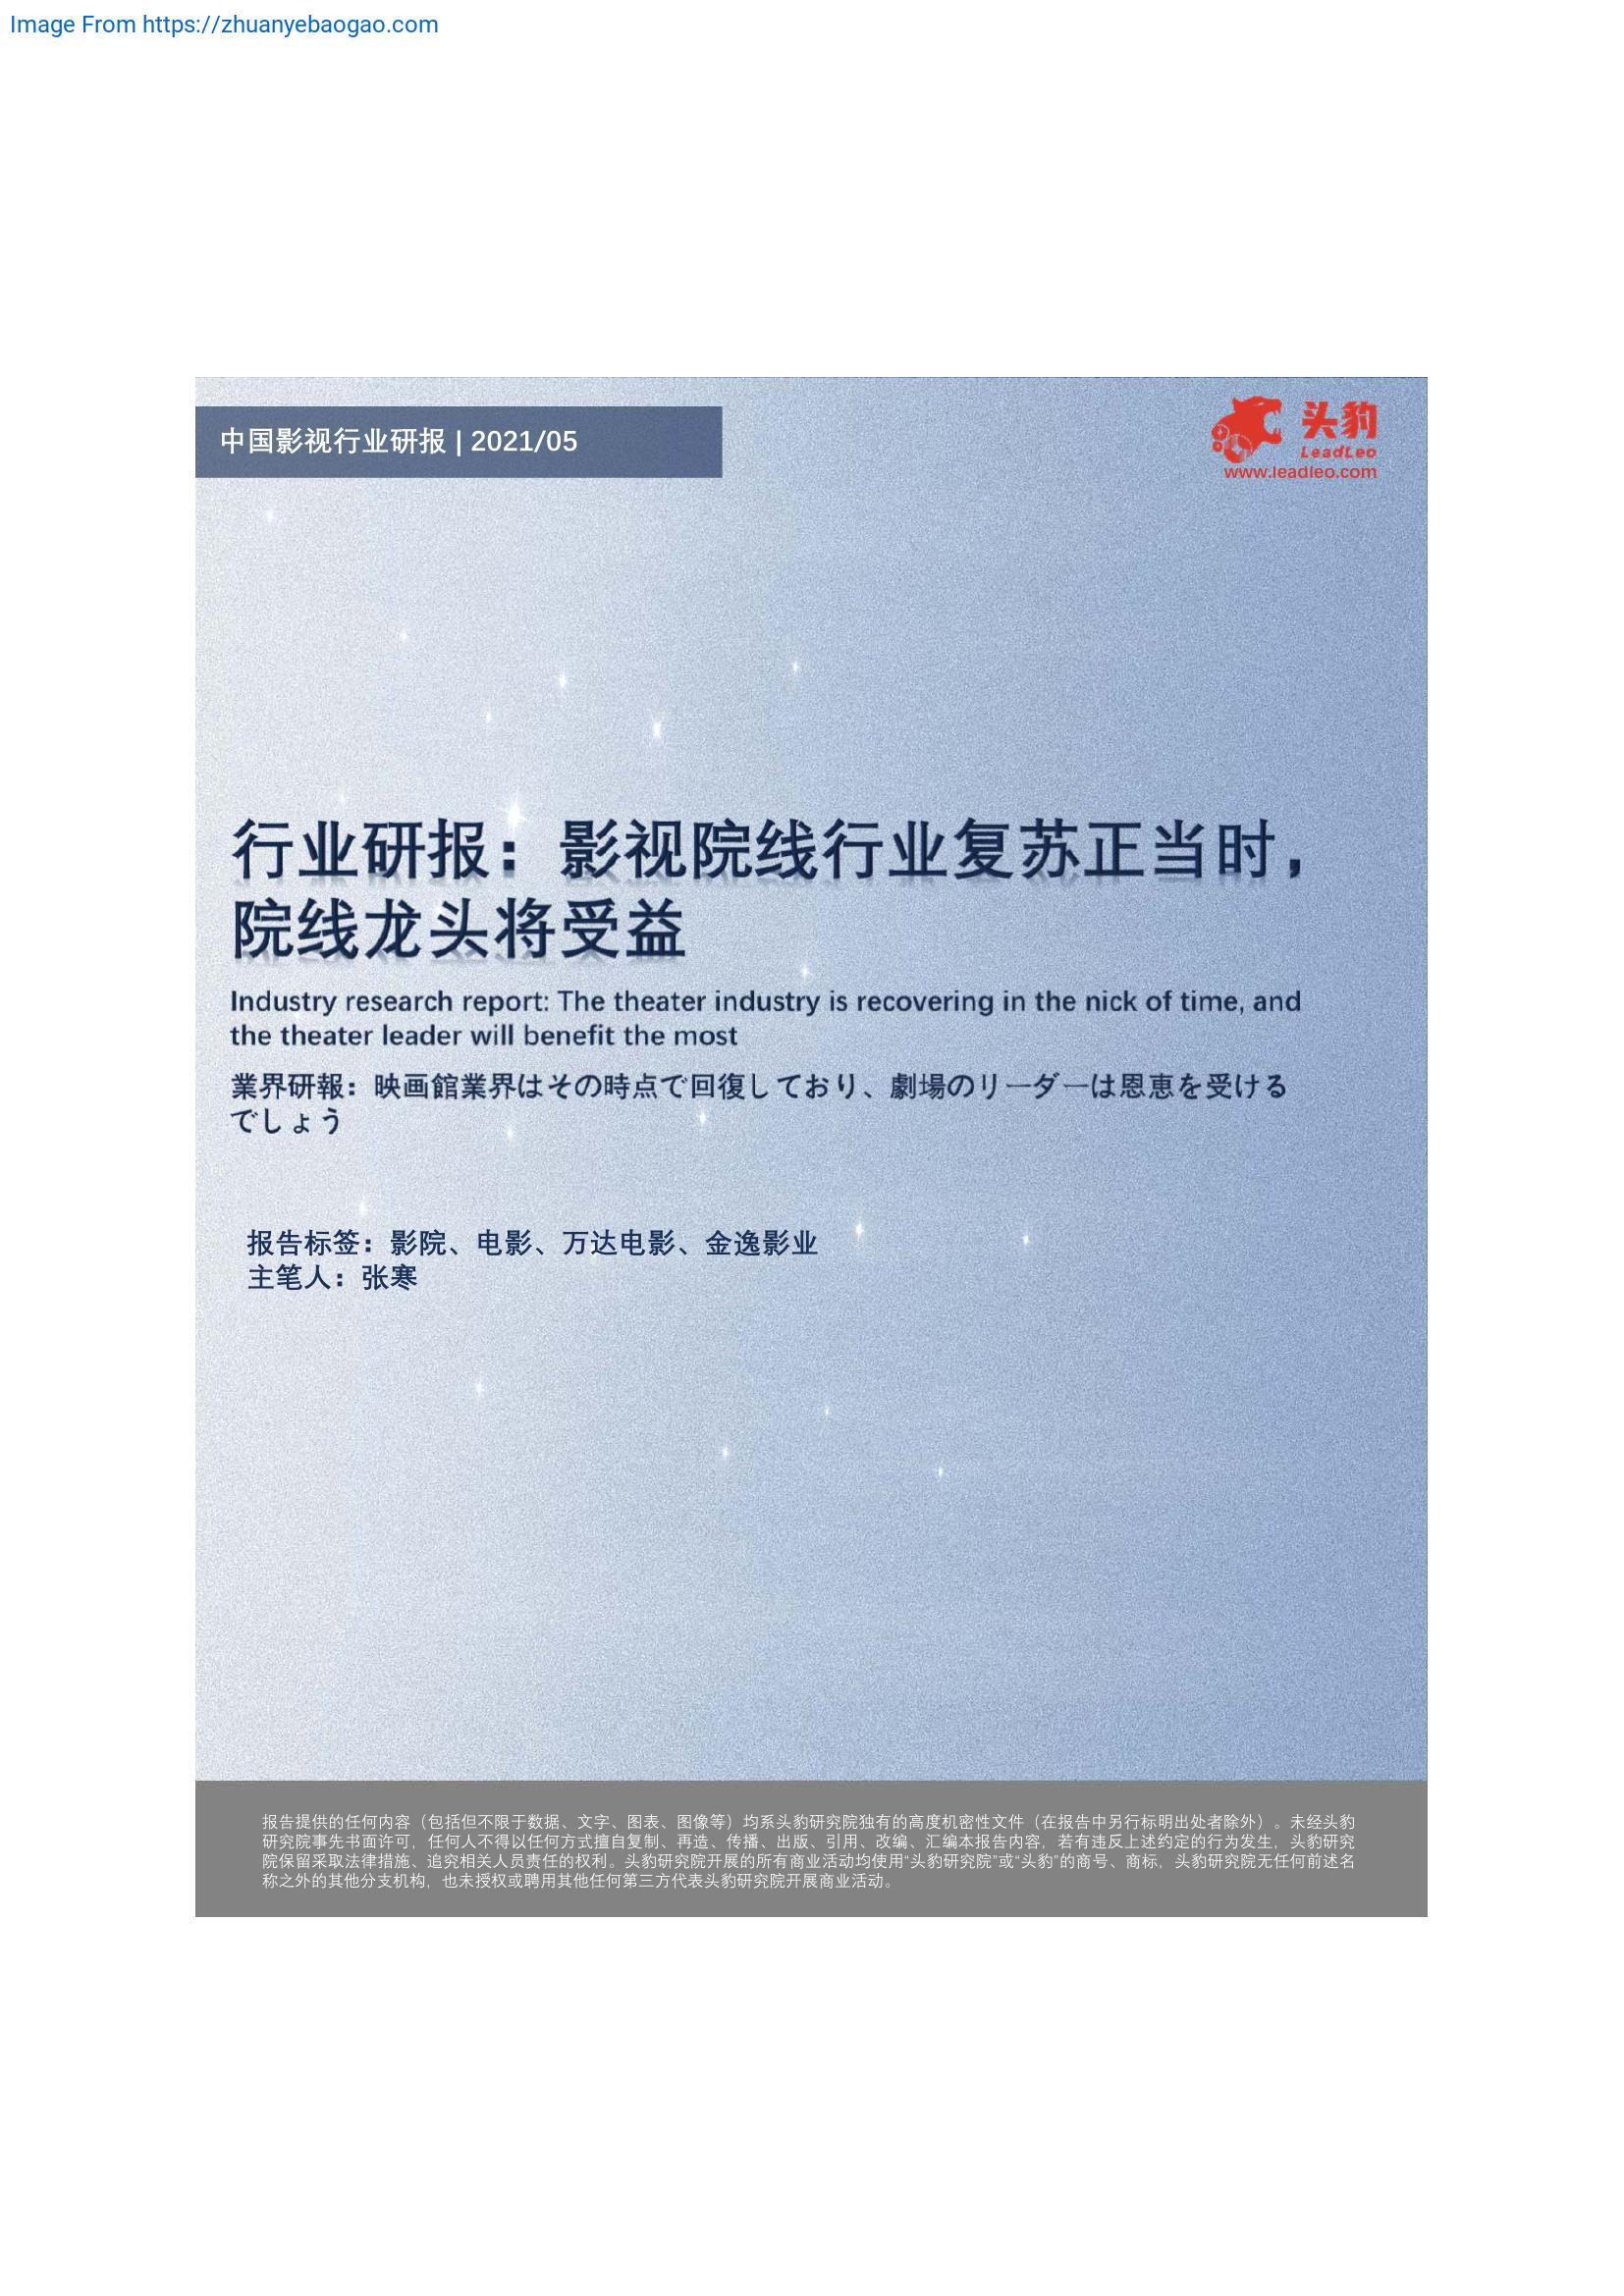 Image From https://zhuanyebaogao.com
中国影视行业研报 | 2021/05
头豹
LeadLeo
www.leadleo.com
行业研报：影视院线行业复苏正当时，
院线龙头将受益
Industry research report: The theater industry is recovering in the nick of time, and
the theater leader will benefit the most
業界研報：映画館業界はその時点で回復しており、劇場のリーダーは恩恵を受ける
でしょう
报告标签：影院、电影、万达电影、金逸影业
主笔人：张寒
报告提供的任何内容（包括但不限于数据、文字、图表、图像等）均系头豹研究院独有的高度机密性文件（在报告中另行标明出处者除外）。未经头豹
研究院事先书面许可，任何人不得以任何方式擅自复制、再造、传播、出版、引用、改编、汇编本报告内容，若有违反上述约定的行为发生，头豹研究
院保留采取法律措施、追究相关人员责任的权利。头豹研究院开展的所有商业活动均使用“头豹研究院”或“头豹”的商号、商标，头豹研究院无任何前述名
称之外的其他分支机构，也未授权或聘用其他任何第三方代表头豹研究院开展商业活动。